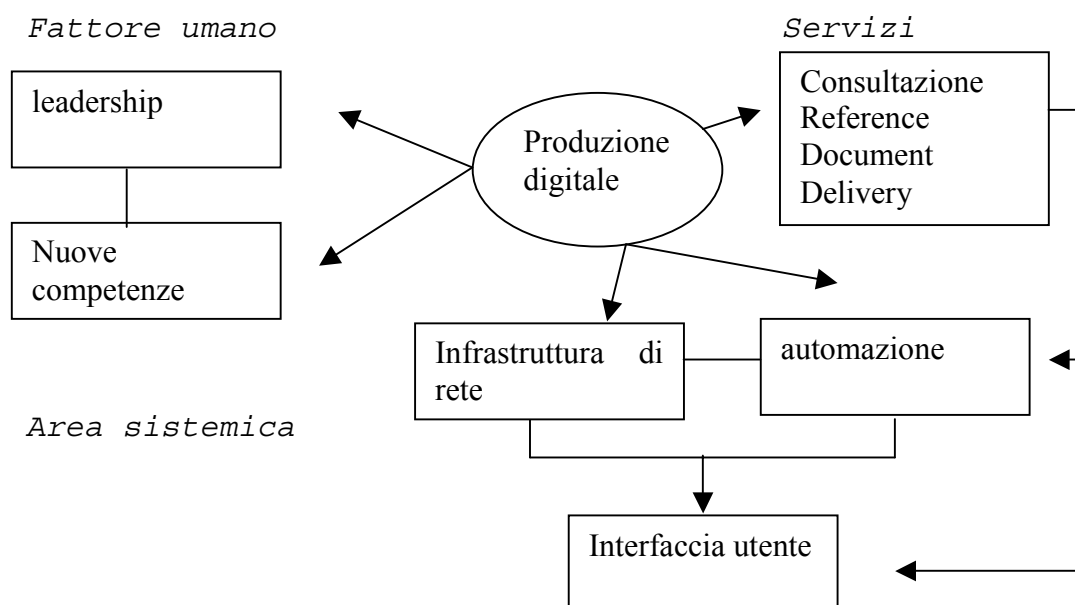 Fattore umano
Servizi
leadership
Produzione
digitale
Consultazione
Reference
Document
Delivery
Nuove
competenze
Infrastruttura di
rete
automazione
Area sistemica
Interfaccia utente